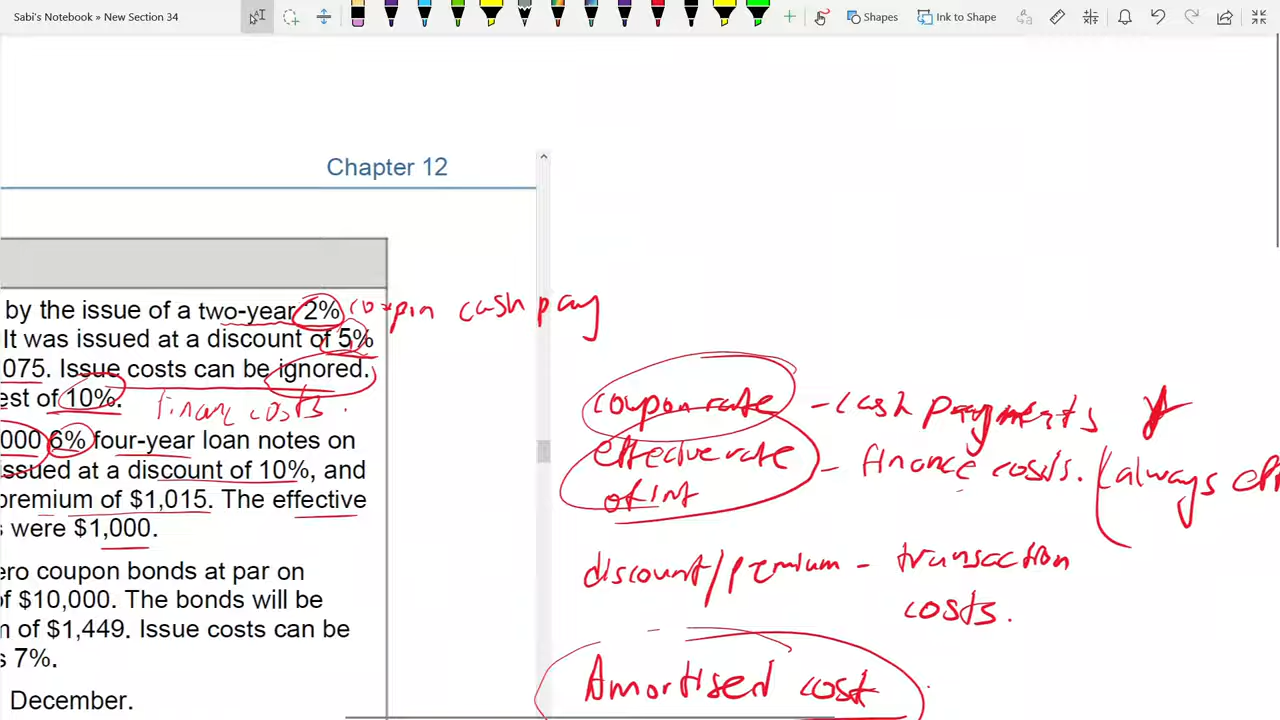 Sabi's Notebook » New Section 34
Shapes
Ink to Shape
Chapter 12
by the issue of a two-year 2% coupin cash pay
It was issued at a discount of 5%
075. Issue costs can be ignored.
est of 10%. Financ costs.
000 6% four-year loan notes on
issued at a discount of 10%, and
premium of $1,015. The effective
s were $1,000.
ero coupon bonds at par on
of $10,000. The bonds will be
m of $1,449. Issue costs can be
s 7%.
December.
coupon rate - cash payments
effective rate - finance costs. (always eff
of int
discount/premium - transaction
costs.
Amortised cost